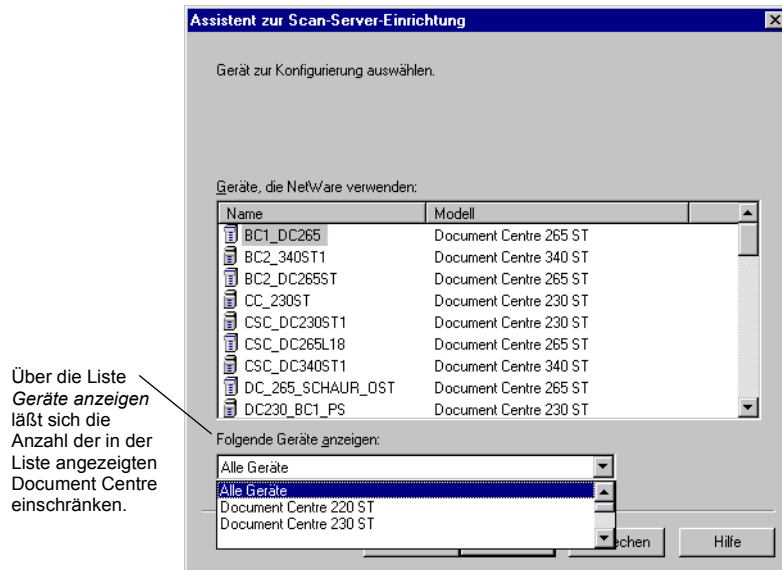 Assistent zur Scan-Server-Einrichtung
Gerät zur Konfigurierung auswählen.
Geräte, die NetWare verwenden:
Name Modell
BC1_DC265 Document Centre 265 ST
BC2_340ST1 Document Centre 340 ST
BC2_DC265ST Document Centre 265 ST
CC_230ST Document Centre 230 ST
CSC_DC230ST1 Document Centre 230 ST
CSC_DC265L18 Document Centre 265 ST
CSC_DC340ST1 Document Centre 340 ST
DC_265_SCHAUR_OST Document Centre 265 ST
DC230_BC1_PS Document Centre 230 ST
Über die Liste
Geräte anzeigen
läßt sich die
Anzahl der in der
Liste angezeigten
Document Centre
einschränken.
Folgende Geräte anzeigen:
Alle Geräte
Alle Geräte
Document Centre 220 ST
Document Centre 230 ST
echen
Hilfe